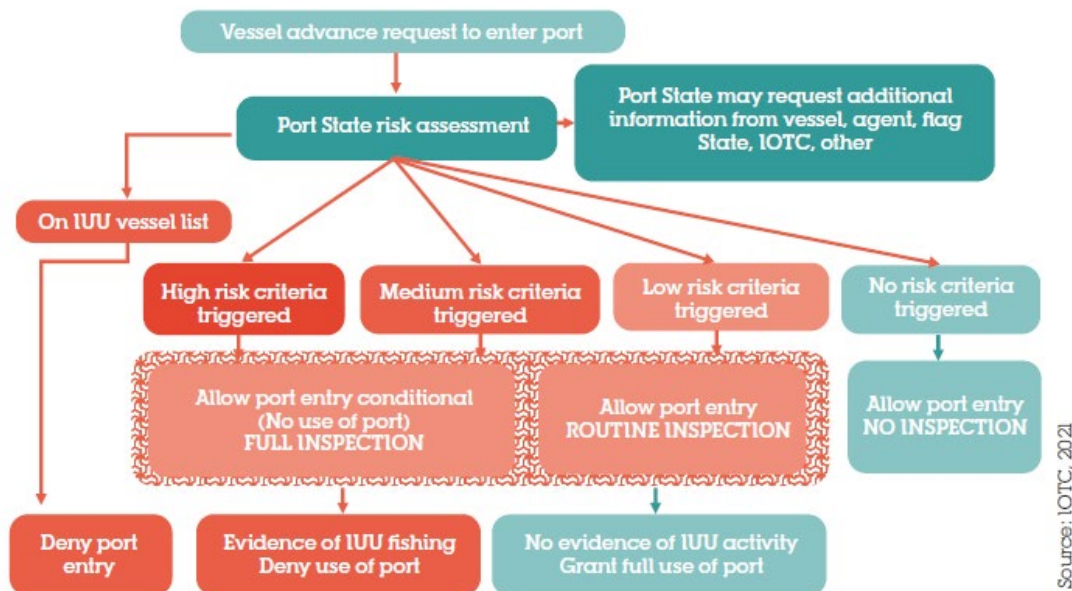 Vessel advance request to enter port
Port State risk assessment
Port State may request additional
information from vessel, agent, flag
State, IOTC, other
On IUU vessel list
High risk criteria
triggered
Medium risk criteria
triggered
Low risk criteria
triggered
No risk criteria
triggered
Allow port entry conditional
(No use of port)
FULL INSPECTION
Allow port entry
ROUTINE INSPECTION
Allow port entry
NO INSPECTION
Deny port
entry
Evidence of IUU fishing
Deny use of port
No evidence of IUU activity
Grant full use of port
Source: IOTC, 2021